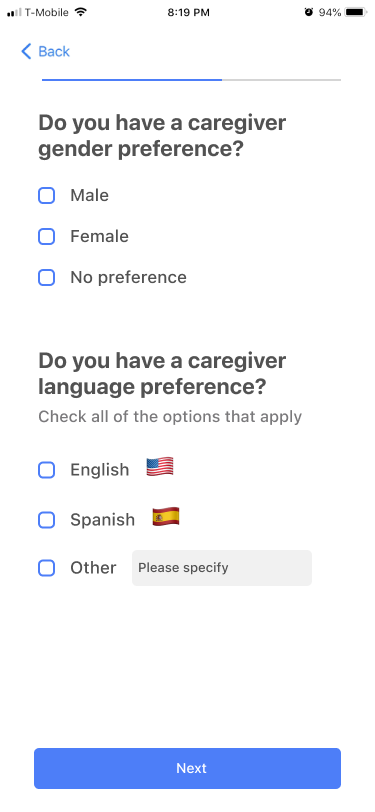 T-Mobile 8:19 PM 94%
Back
Do you have a caregiver
gender preference?
Male
Female
No preference
Do you have a caregiver
language preference?
Check all of the options that apply
English
Spanish
Other Please specify
Next